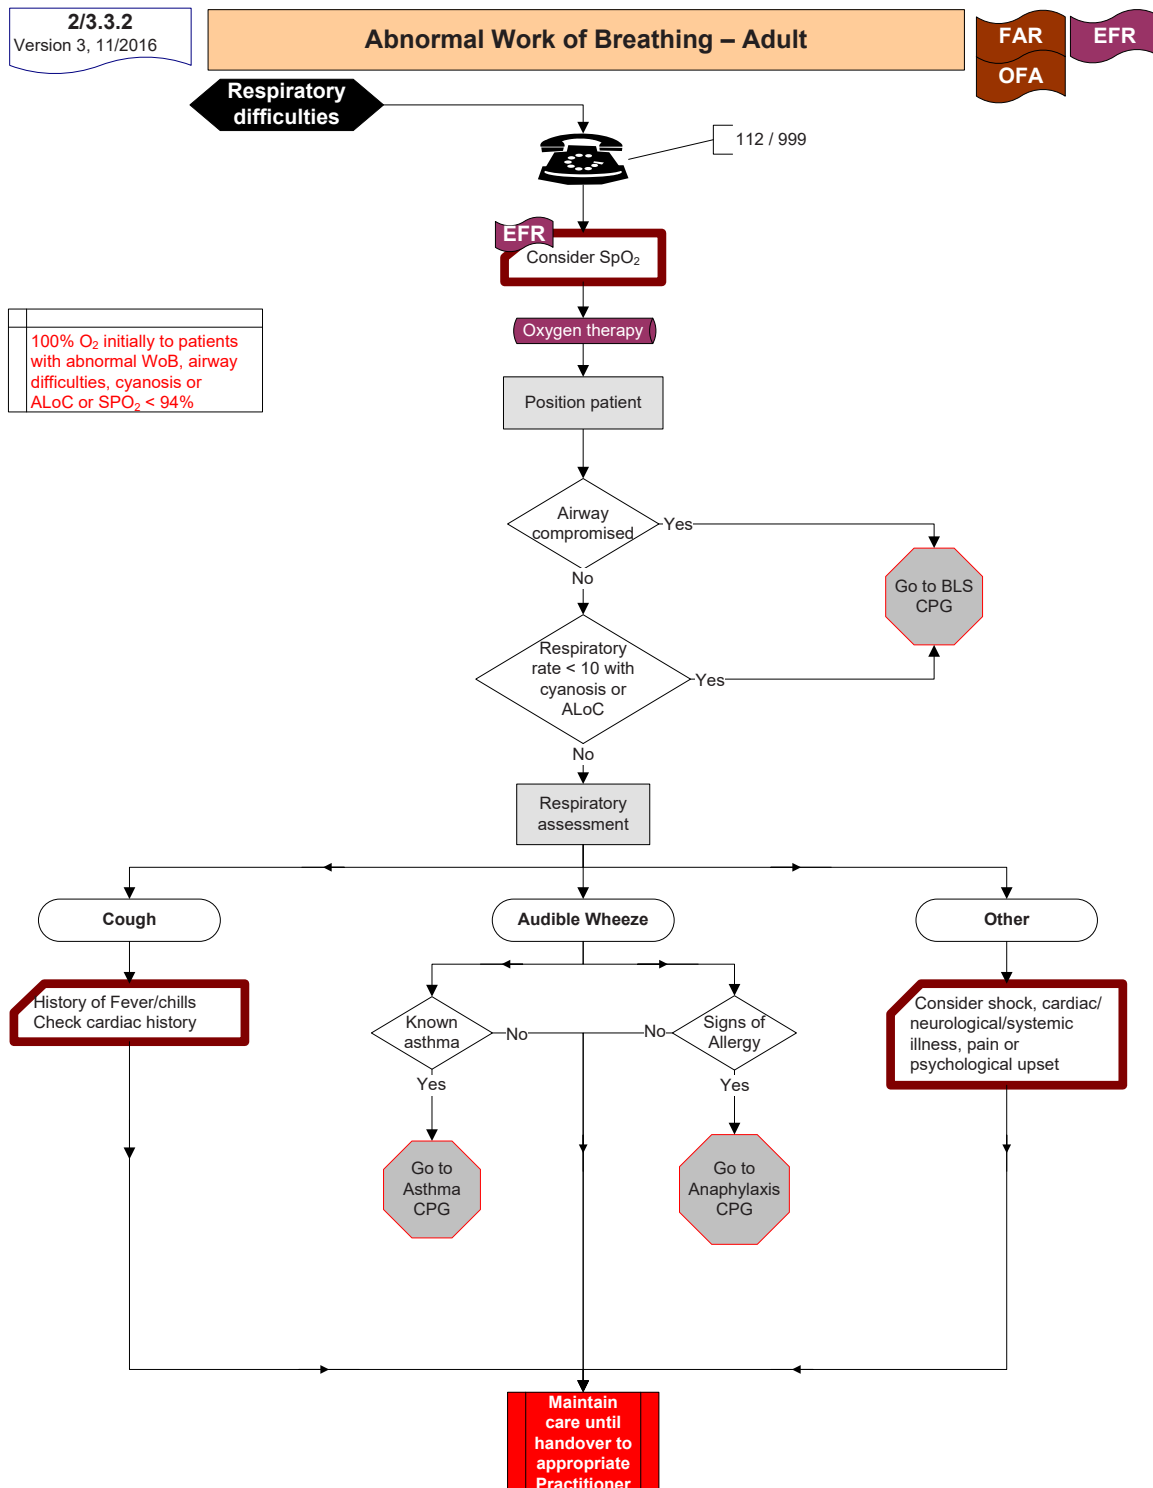 2/3.3.2
Version 3, 11/2016
Abnormal Work of Breathing – Adult
FAR
EFR
OFA
Respiratory
difficulties
112 / 999
EFR
Consider SpO₂
Oxygen therapy
100% O₂ initially to patients
with abnormal WoB, airway
difficulties, cyanosis or
ALoC or SPO₂ < 94%
Position patient
Airway
compromised
Yes
No
Go to BLS
CPG
Respiratory
rate < 10 with
cyanosis or
ALoC
Yes
No
Respiratory
assessment
Cough
Audible Wheeze
Other
History of Fever/chills
Check cardiac history
Known
asthma
No
No
Signs of
Allergy
Consider shock, cardiac/
neurological/systemic
illness, pain or
psychological upset
Yes
Yes
Go to
Asthma
CPG
Go to
Anaphylaxis
CPG
Maintain
care until
handover to
appropriate
Practitioner